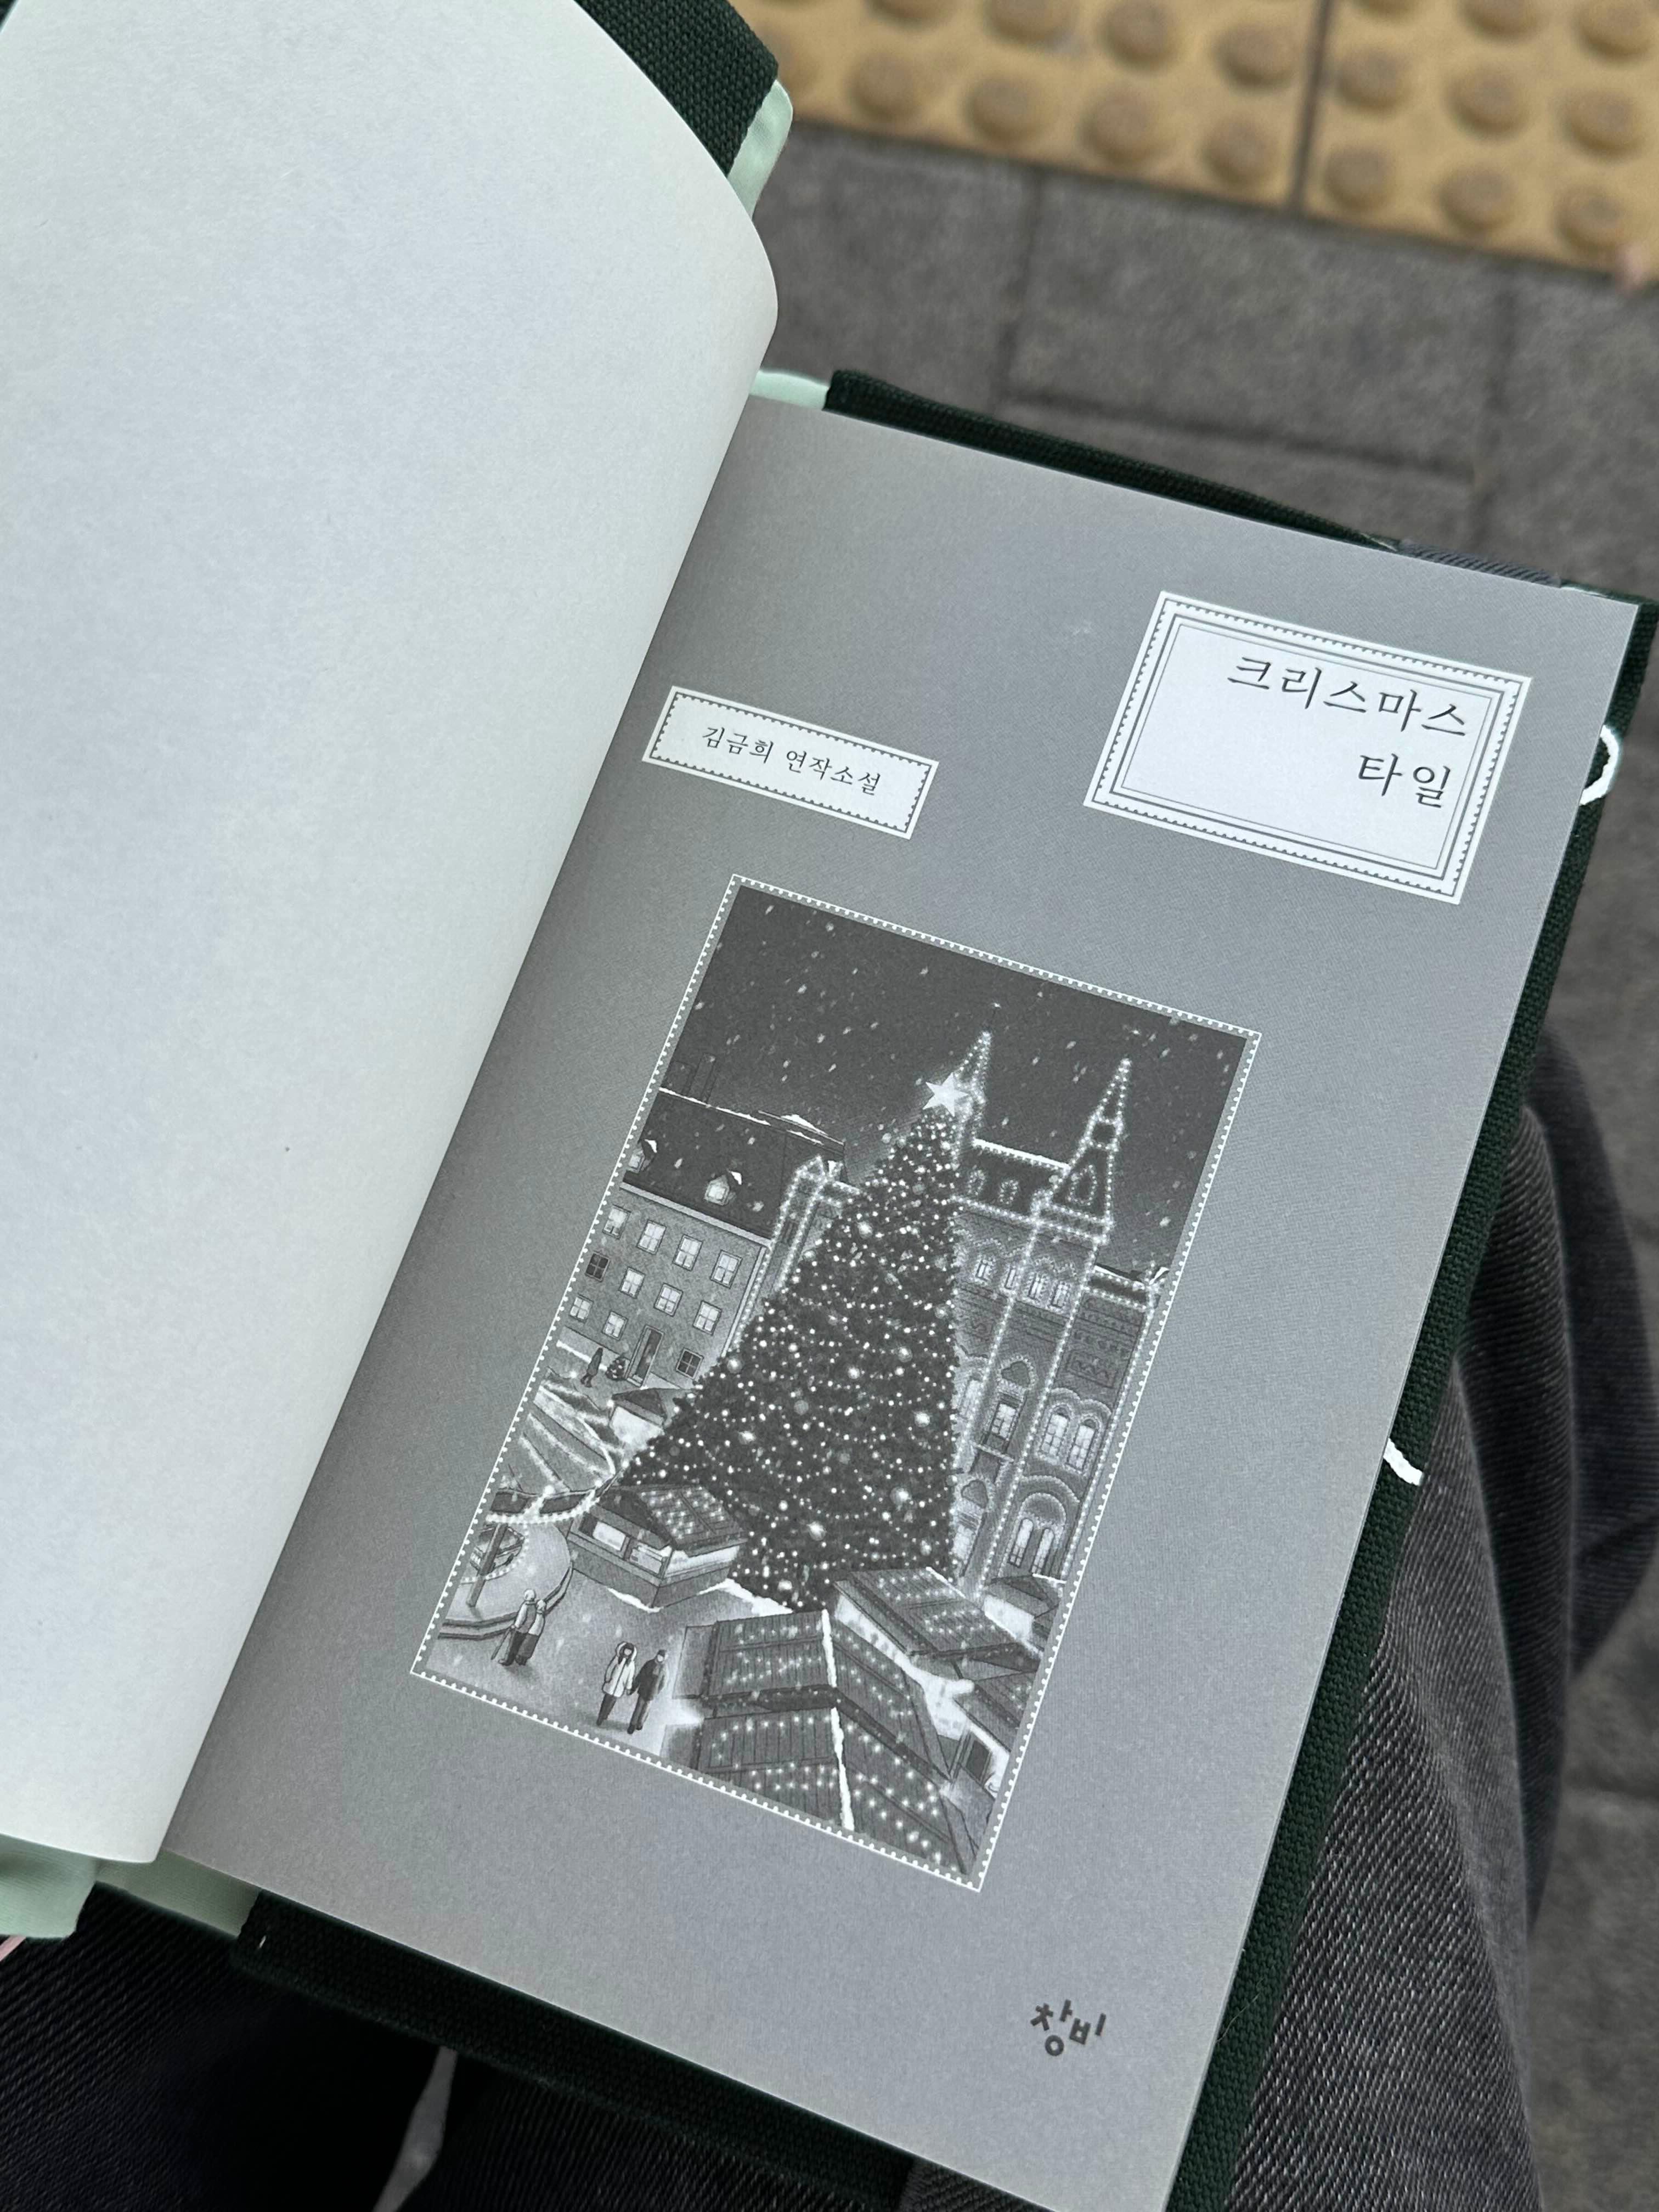 크리스마스
타일
김금희 연작소설
창비